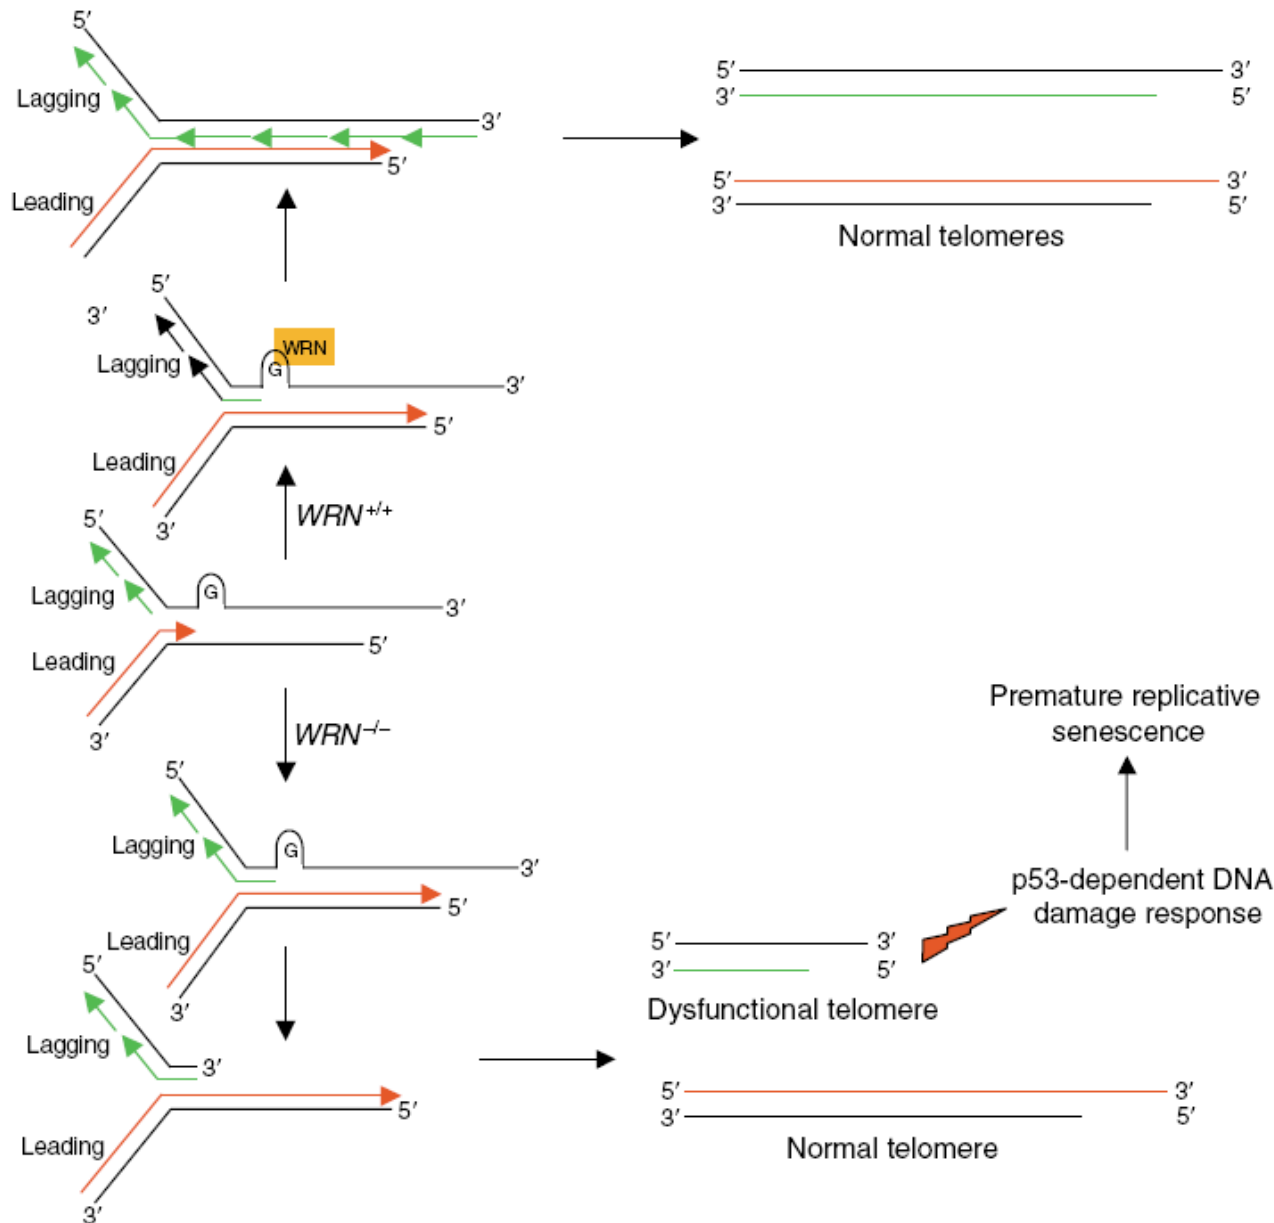 5′
Lagging
3′
5′
Leading
5′ 3′
3′ 5′
5′ 3′
3′ 5′
Normal telomeres
5′
3′
WRN
G
Lagging
3′
5′
Leading
3′
WRN+/+
5′
G
Lagging
3′
5′
Leading
3′
WRN–/–
5′
G
Lagging
3′
5′
Leading
3′
5′
Lagging
3′
5′
Leading
3′
Premature replicative
senescence
p53-dependent DNA
damage response
5′ 3′
3′ 5′
Dysfunctional telomere
5′ 3′
3′ 5′
Normal telomere